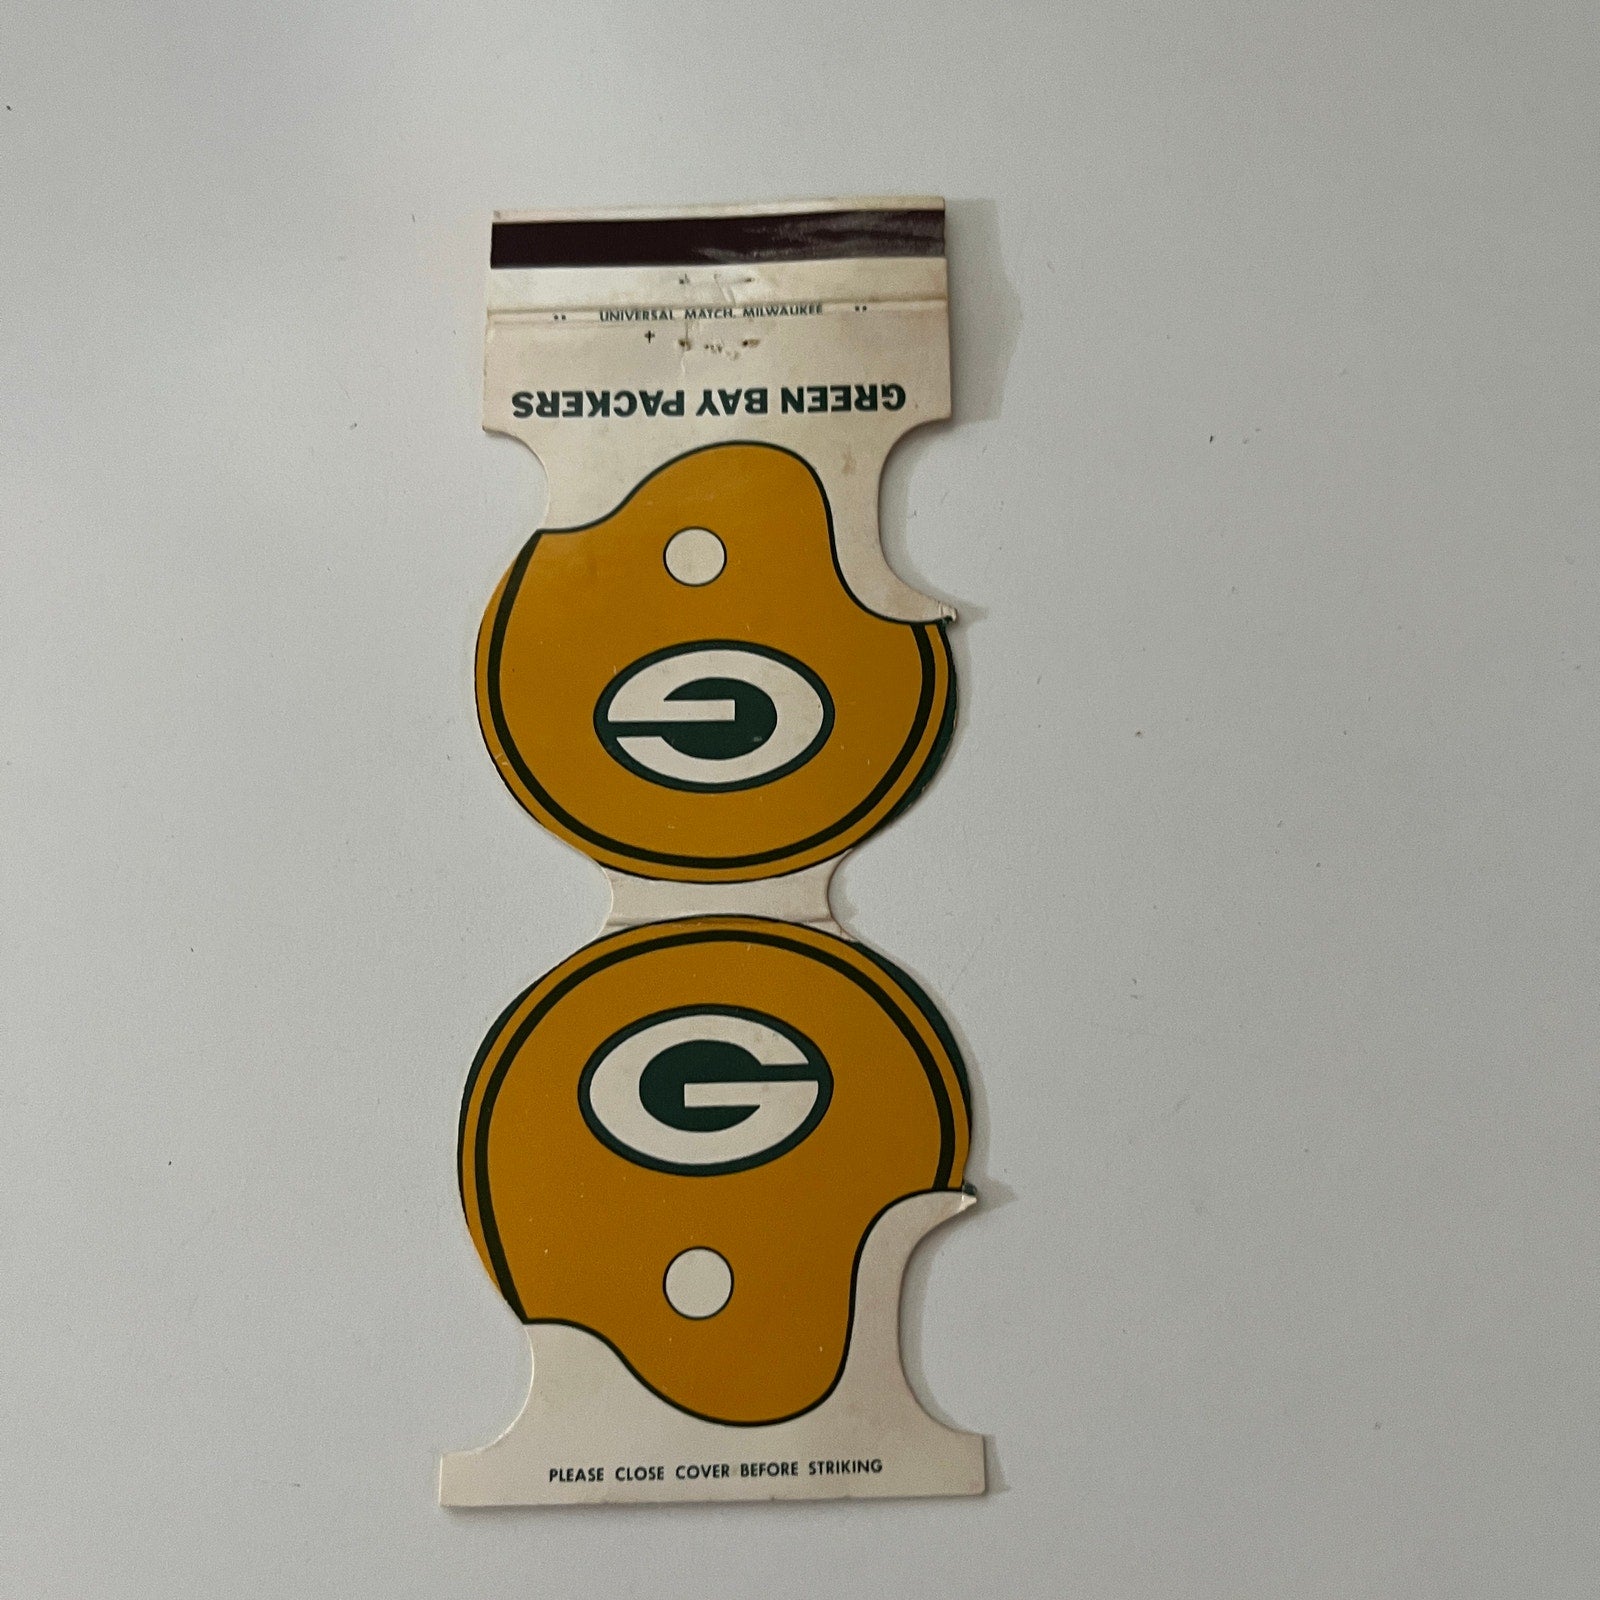 UNIVERSAL MATCH, MILWAUKEE
GREEN BAY PACKERS
G
G
PLEASE CLOSE COVER BEFORE STRIKING